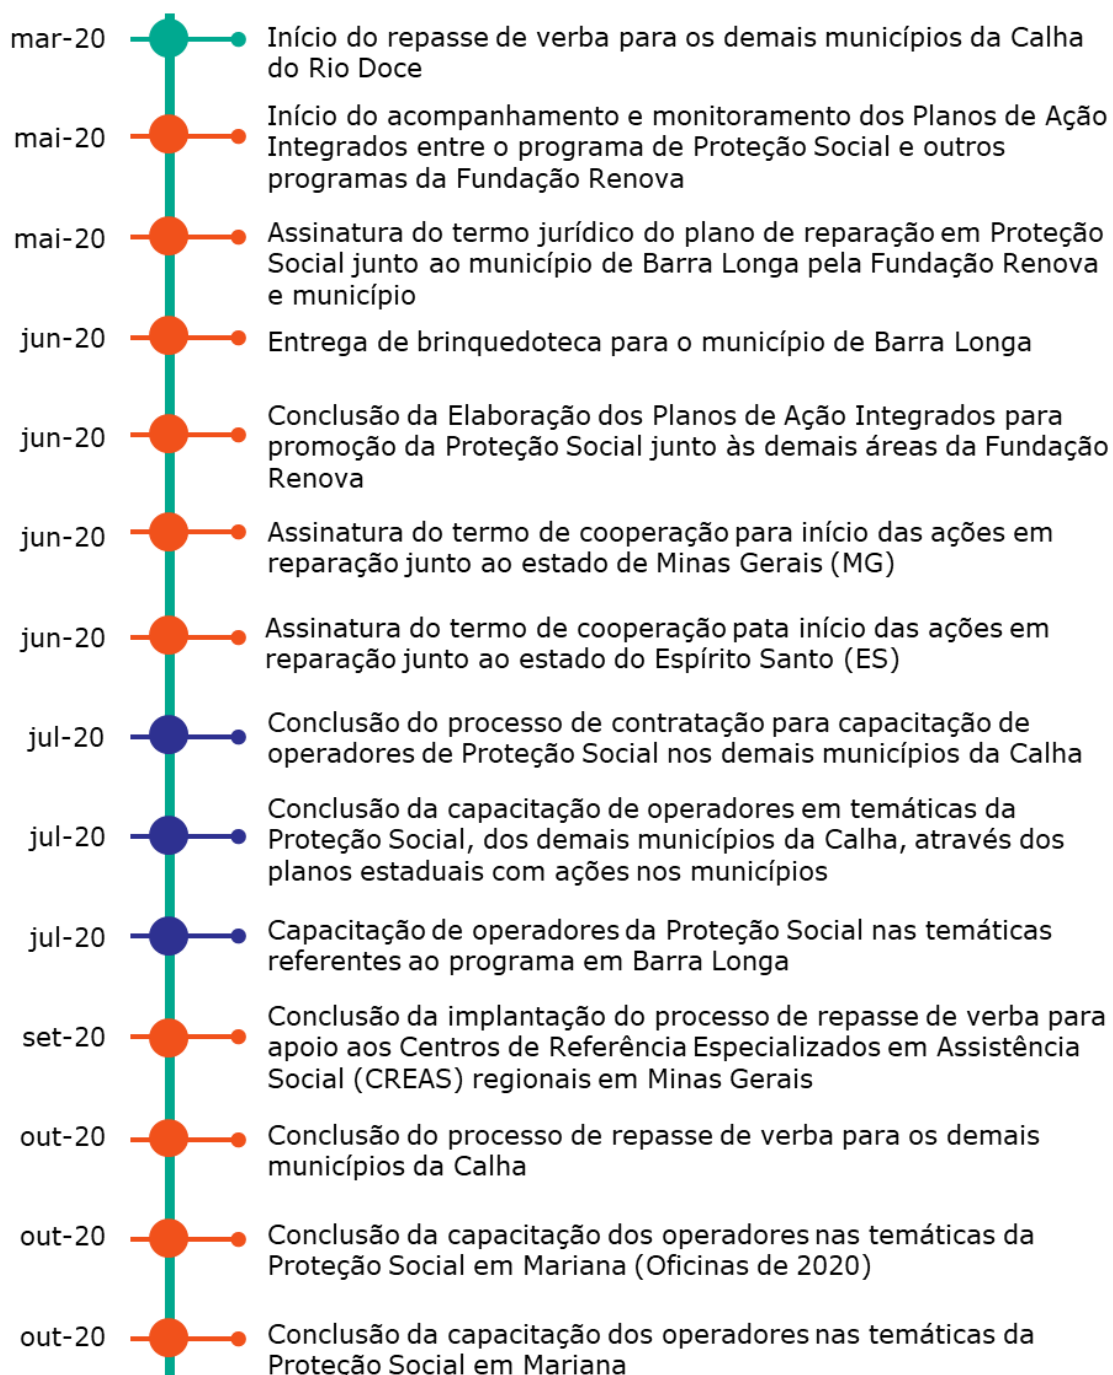 mar-20 Início do repasse de verba para os demais municípios da Calha
do Rio Doce
mai-20 Início do acompanhamento e monitoramento dos Planos de Ação
Integrados entre o programa de Proteção Social e outros
programas da Fundação Renova
mai-20 Assinatura do termo jurídico do plano de reparação em Proteção
Social junto ao município de Barra Longa pela Fundação Renova
e município
jun-20 Entrega de brinquedoteca para o município de Barra Longa
jun-20 Conclusão da Elaboração dos Planos de Ação Integrados para
promoção da Proteção Social junto às demais áreas da Fundação
Renova
jun-20 Assinatura do termo de cooperação para início das ações em
reparação junto ao estado de Minas Gerais (MG)
jun-20 Assinatura do termo de cooperação pata início das ações em
reparação junto ao estado do Espírito Santo (ES)
jul-20 Conclusão do processo de contratação para capacitação de
operadores de Proteção Social nos demais municípios da Calha
jul-20 Conclusão da capacitação de operadores em temáticas da
Proteção Social, dos demais municípios da Calha, através dos
planos estaduais com ações nos municípios
jul-20 Capacitação de operadores da Proteção Social nas temáticas
referentes ao programa em Barra Longa
set-20 Conclusão da implantação do processo de repasse de verba para
apoio aos Centros de Referência Especializados em Assistência
Social (CREAS) regionais em Minas Gerais
out-20 Conclusão do processo de repasse de verba para os demais
municípios da Calha
out-20 Conclusão da capacitação dos operadores nas temáticas da
Proteção Social em Mariana (Oficinas de 2020)
out-20 Conclusão da capacitação dos operadores nas temáticas da
Proteção Social em Mariana